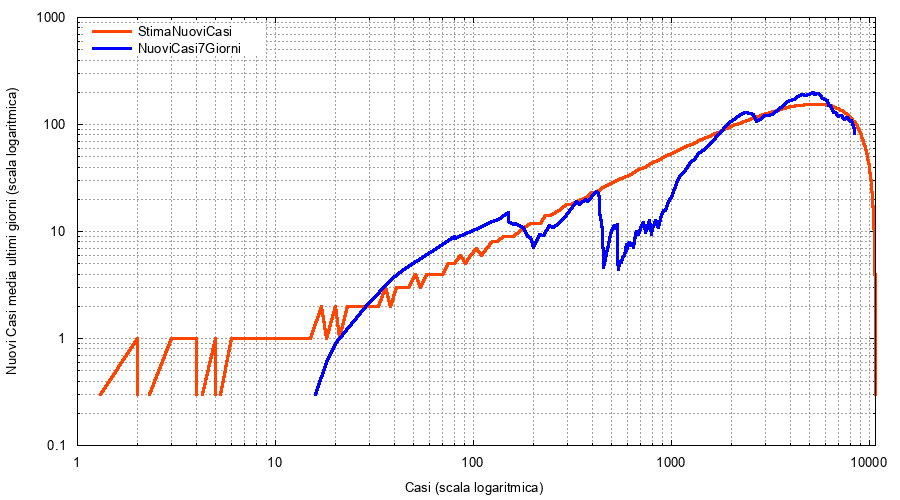 1000
StimaNuoviCasi
NuoviCasi7Giorni
100
10
1
0.1
Nuovi Casi media ultimi giorni (scala logaritmica)
1 10 100 1000 10000
Casi (scala logaritmica)